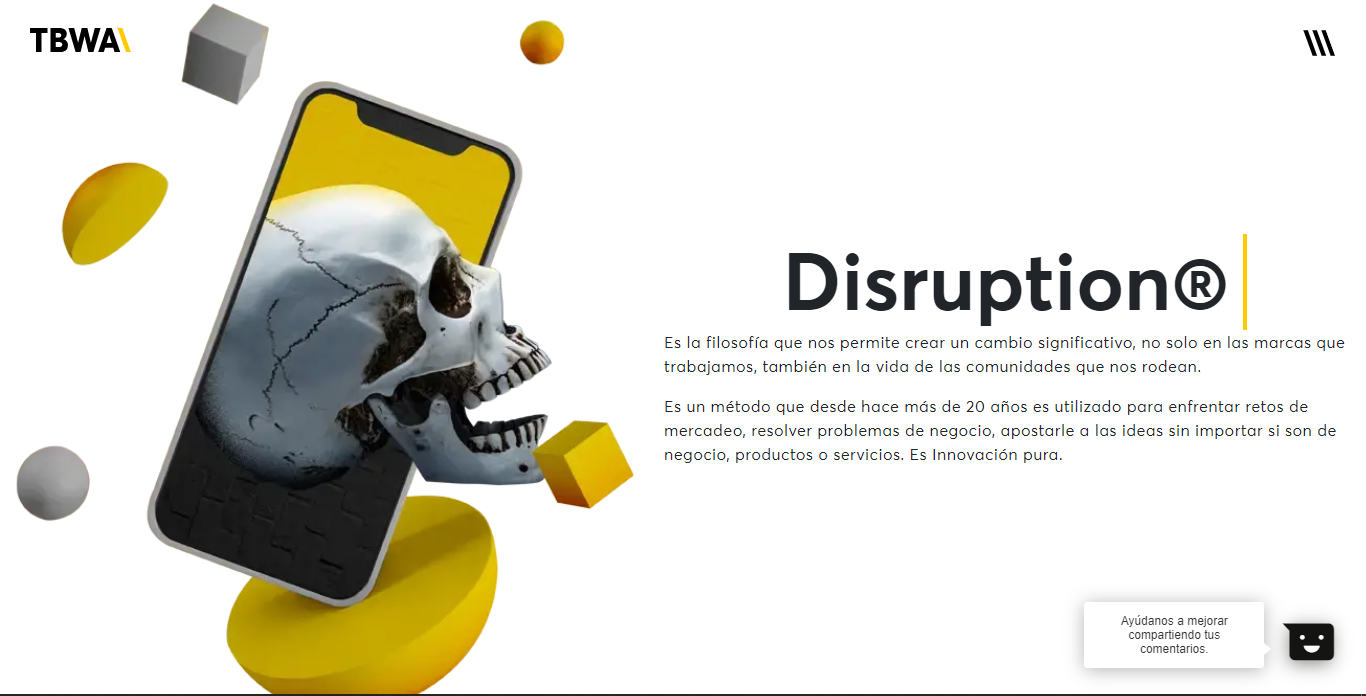 TBWA\
Disruption®
Es la filosofía que nos permite crear un cambio significativo, no solo en las marcas que
trabajamos, también en la vida de las comunidades que nos rodean.
Es un método que desde hace más de 20 años es utilizado para enfrentar retos de
mercadeo, resolver problemas de negocio, apostarle a las ideas sin importar si son de
negocio, productos o servicios. Es Innovación pura.
Ayúdanos a mejorar
compartiendo tus
comentarios.